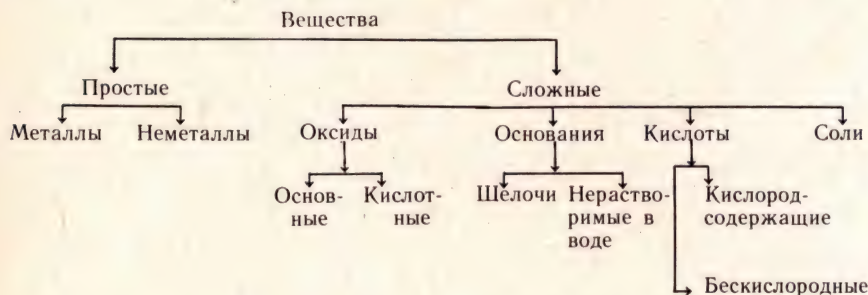 Вещества
Простые Сложные
Металлы Неметаллы Оксиды Основания Кислоты Соли
Основ-
ные
Кислот-
ные
Щелочи
Нераство-
римые в
воде
Кислород-
содержащие
Бескислородные